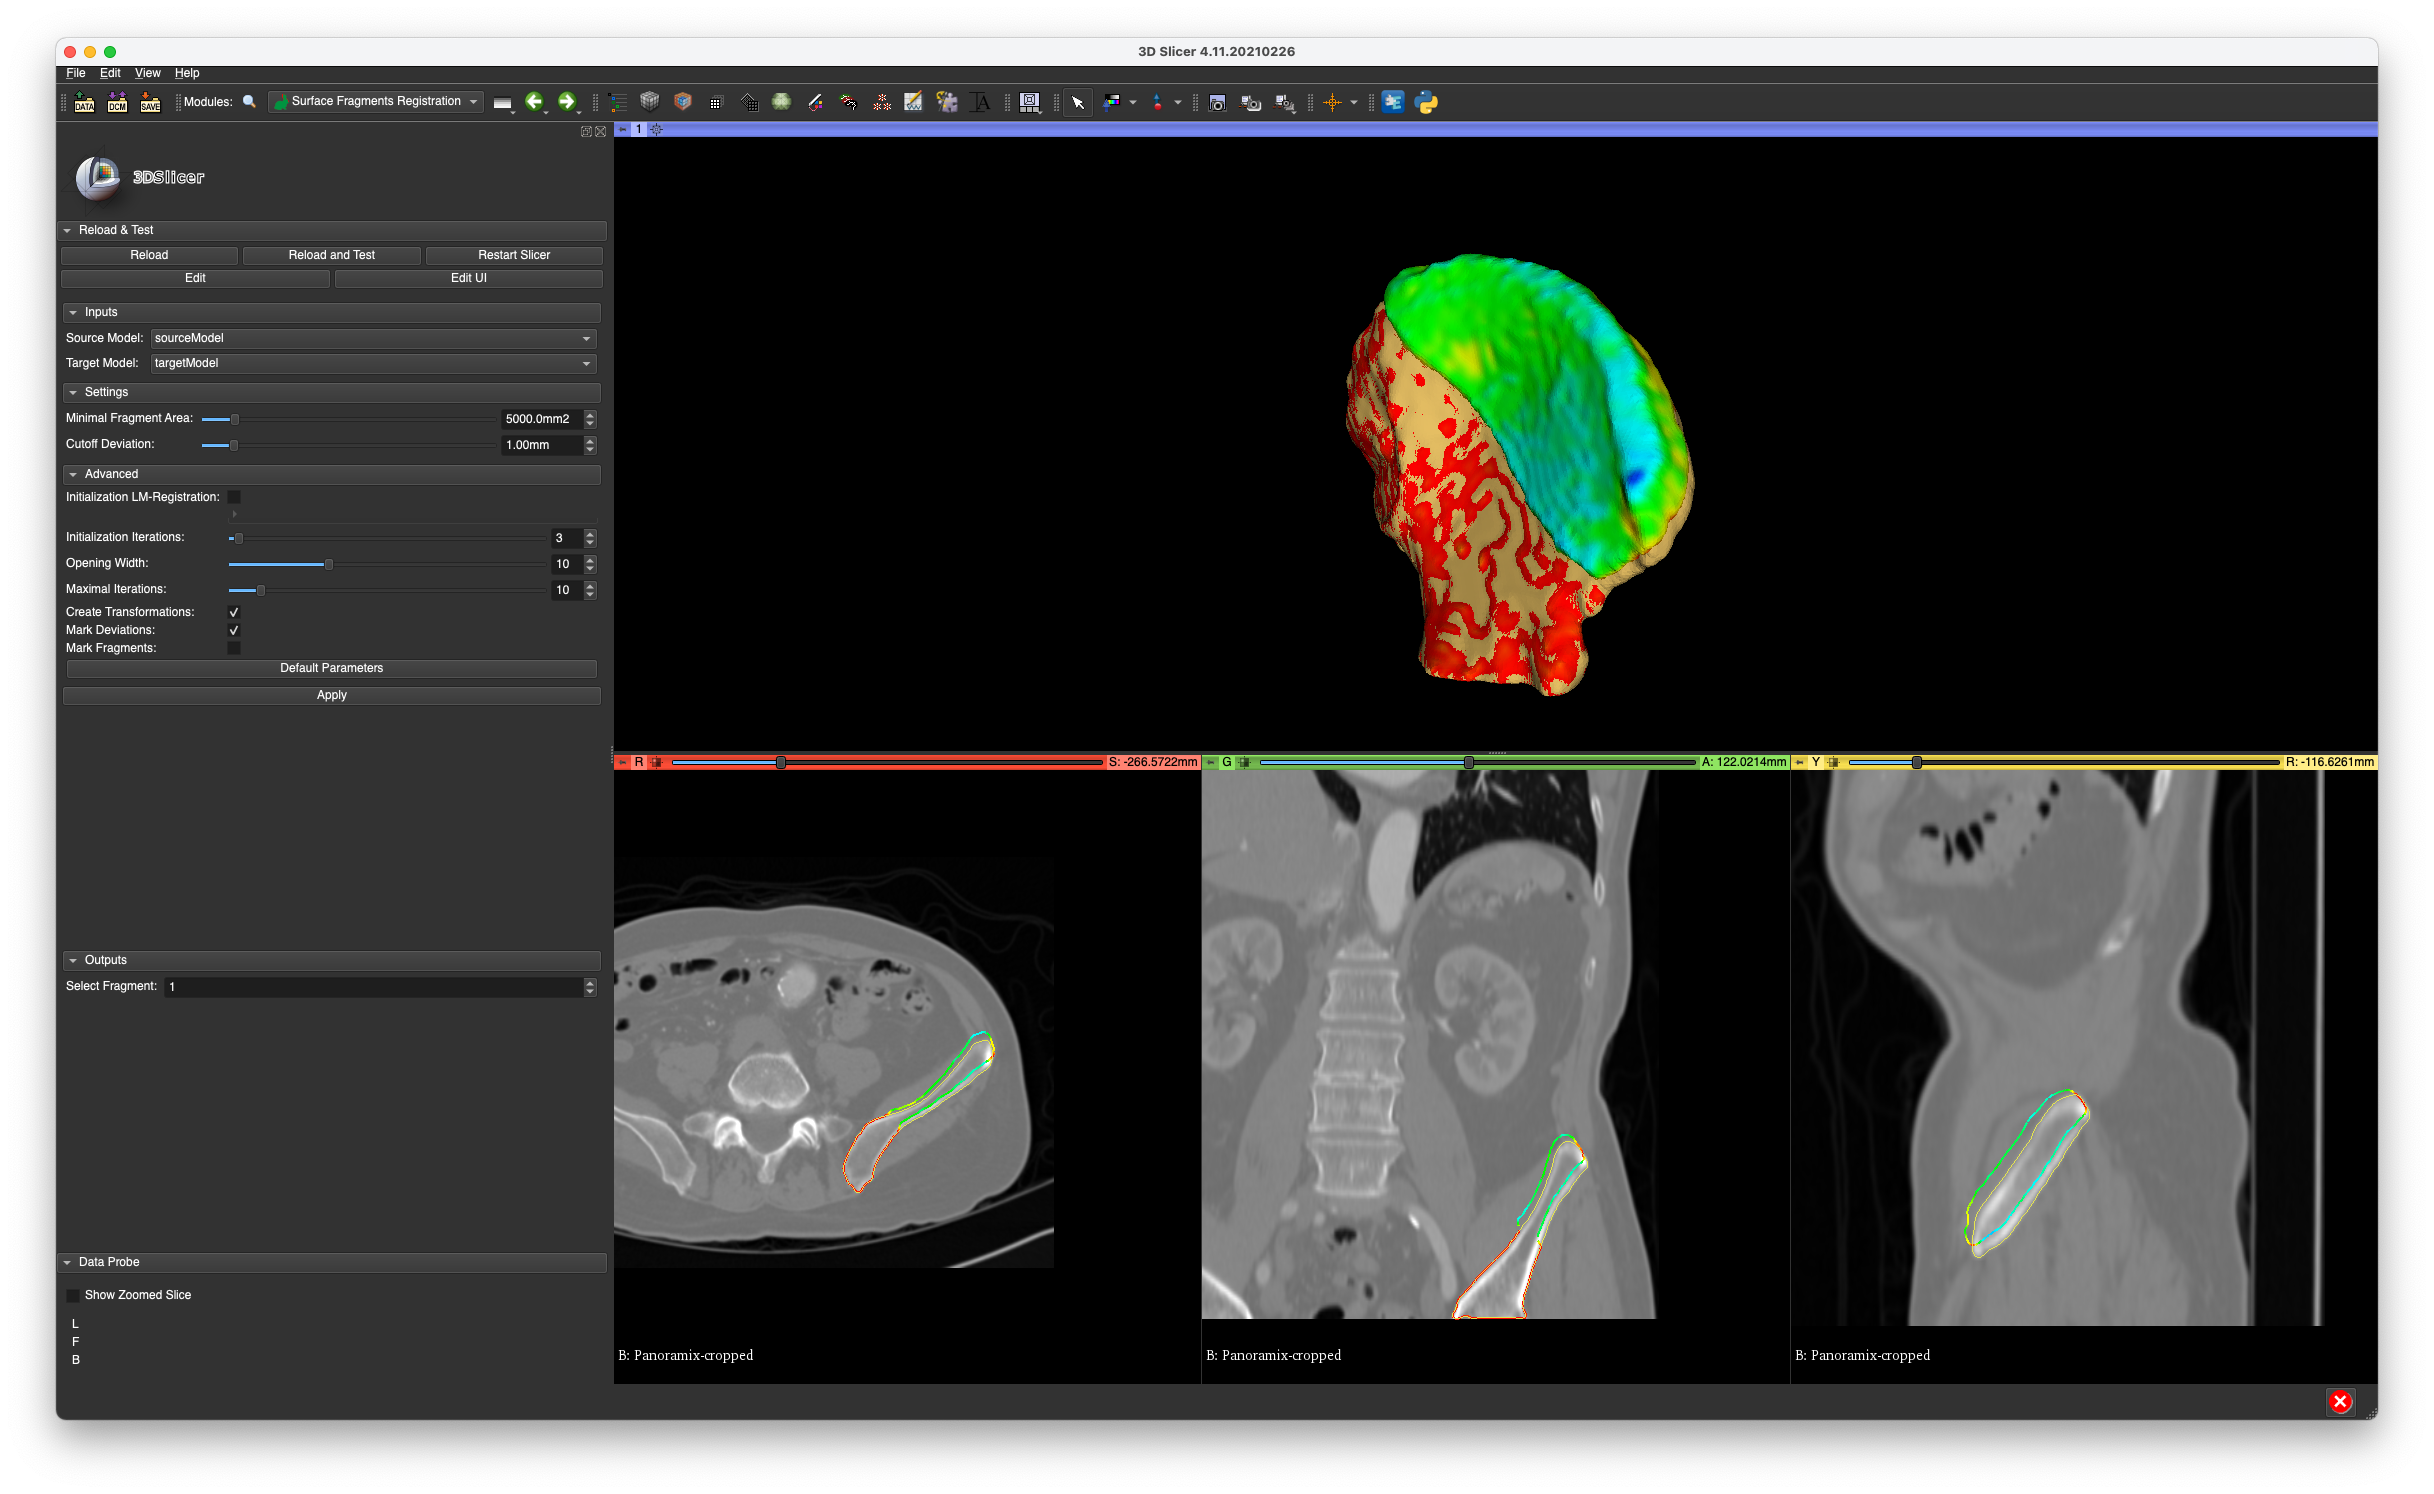 3D Slicer 4.11.20210226
File Edit View Help
DATA DCM SAVE Modules: Surface Fragments Registration
1
3DSlicer
Reload & Test
Reload Reload and Test Restart Slicer
Edit Edit UI
Inputs
Source Model: sourceModel
Target Model: targetModel
Settings
Minimal Fragment Area: 5000.0mm2
Cutoff Deviation: 1.00mm
Advanced
Initialization LM-Registration:
Initialization Iterations: 3
Opening Width: 10
Maximal Iterations: 10
Create Transformations:
Mark Deviations:
Mark Fragments:
Default Parameters
Apply
R S: -266.5722mm G A: 122.0214mm Y R: -116.6261mm
Outputs
Select Fragment: 1
Data Probe
Show Zoomed Slice
L
F
B
B: Panoramix-cropped B: Panoramix-cropped B: Panoramix-cropped